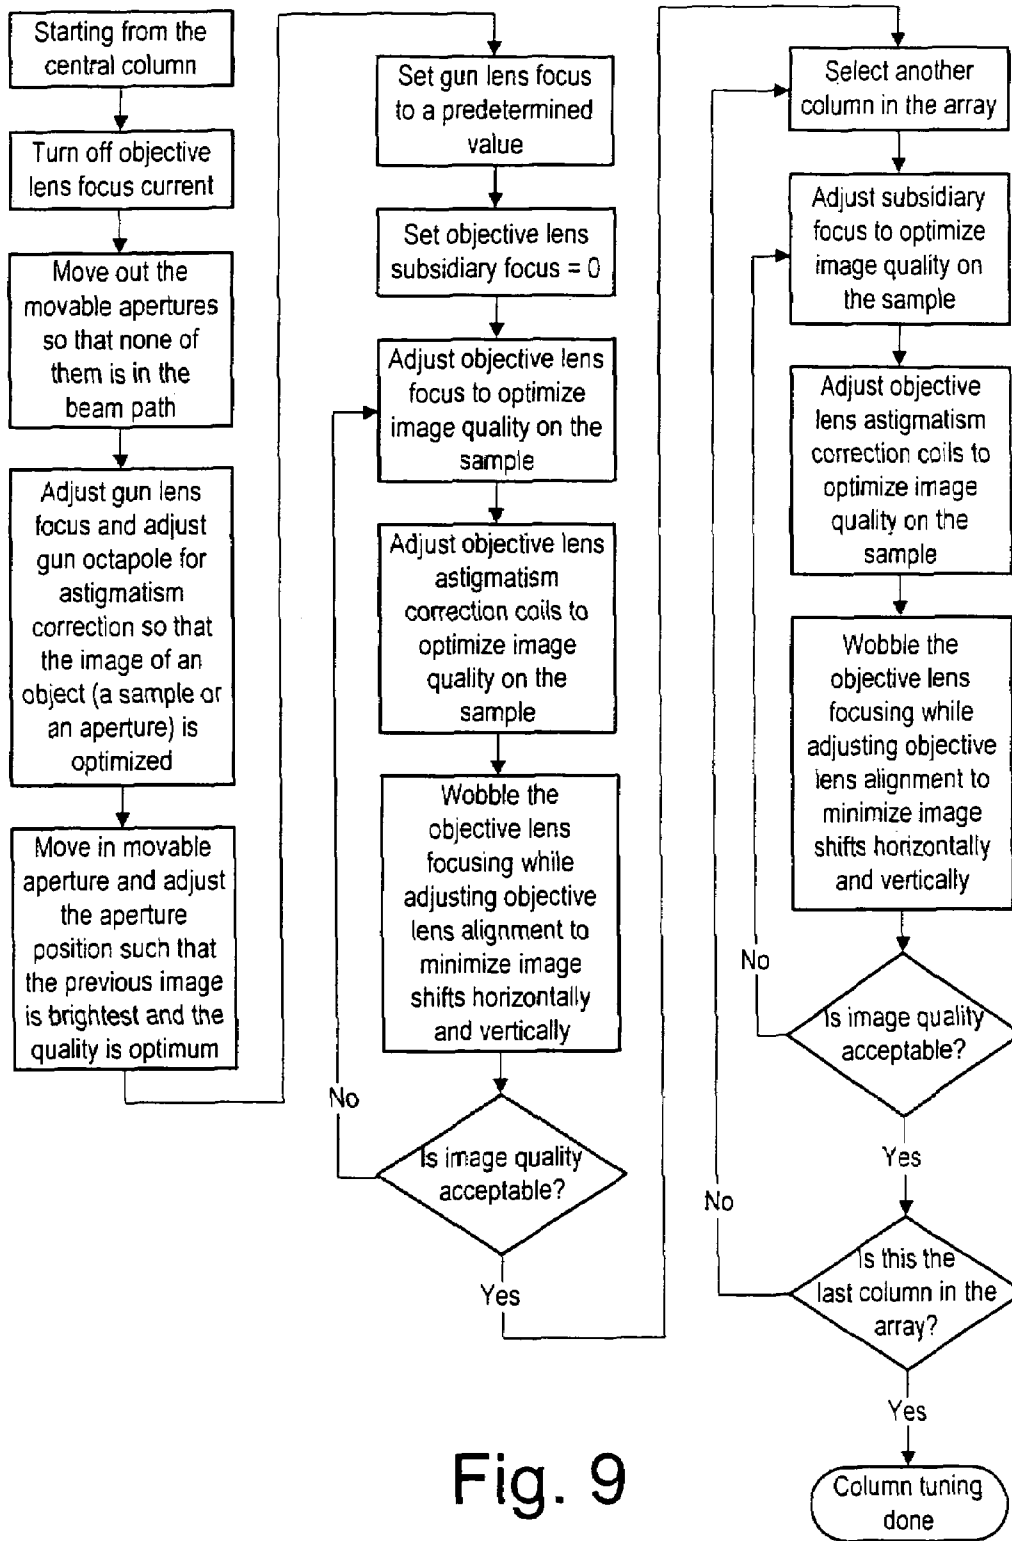 Starting from the
central column
Turn off objective
lens focus current
Move out the
movable apertures
so that none of
them is in the
beam path
Adjust gun lens
focus and adjust
gun octapole for
astigmatism
correction so that
the image of an
object (a sample or
an aperture) is
optimized
Move in movable
aperture and adjust
the aperture
position such that
the previous image
is brightest and the
quality is optimum
Set gun lens focus
to a predetermined
value
Set objective lens
subsidiary focus = 0
Adjust objective lens
focus to optimize
image quality on the
sample
Adjust objective lens
astigmatism
correction coils to
optimize image
quality on the
sample
Wobble the
objective lens
focusing while
adjusting objective
lens alignment to
minimize image
shifts horizontally
and vertically
No
Is image quality
acceptable?
Yes
Select another
column in the array
Adjust subsidiary
focus to optimize
image quality on
the sample
Adjust objective
lens astigmatism
correction coils to
optimize image
quality on the
sample
Wobble the
objective lens
focusing while
adjusting objective
lens alignment to
minimize image
shifts horizontally
and vertically
No
Is image quality
acceptable?
Yes
No
Is this the
last column in the
array?
Yes
Column tuning
done
Fig. 9